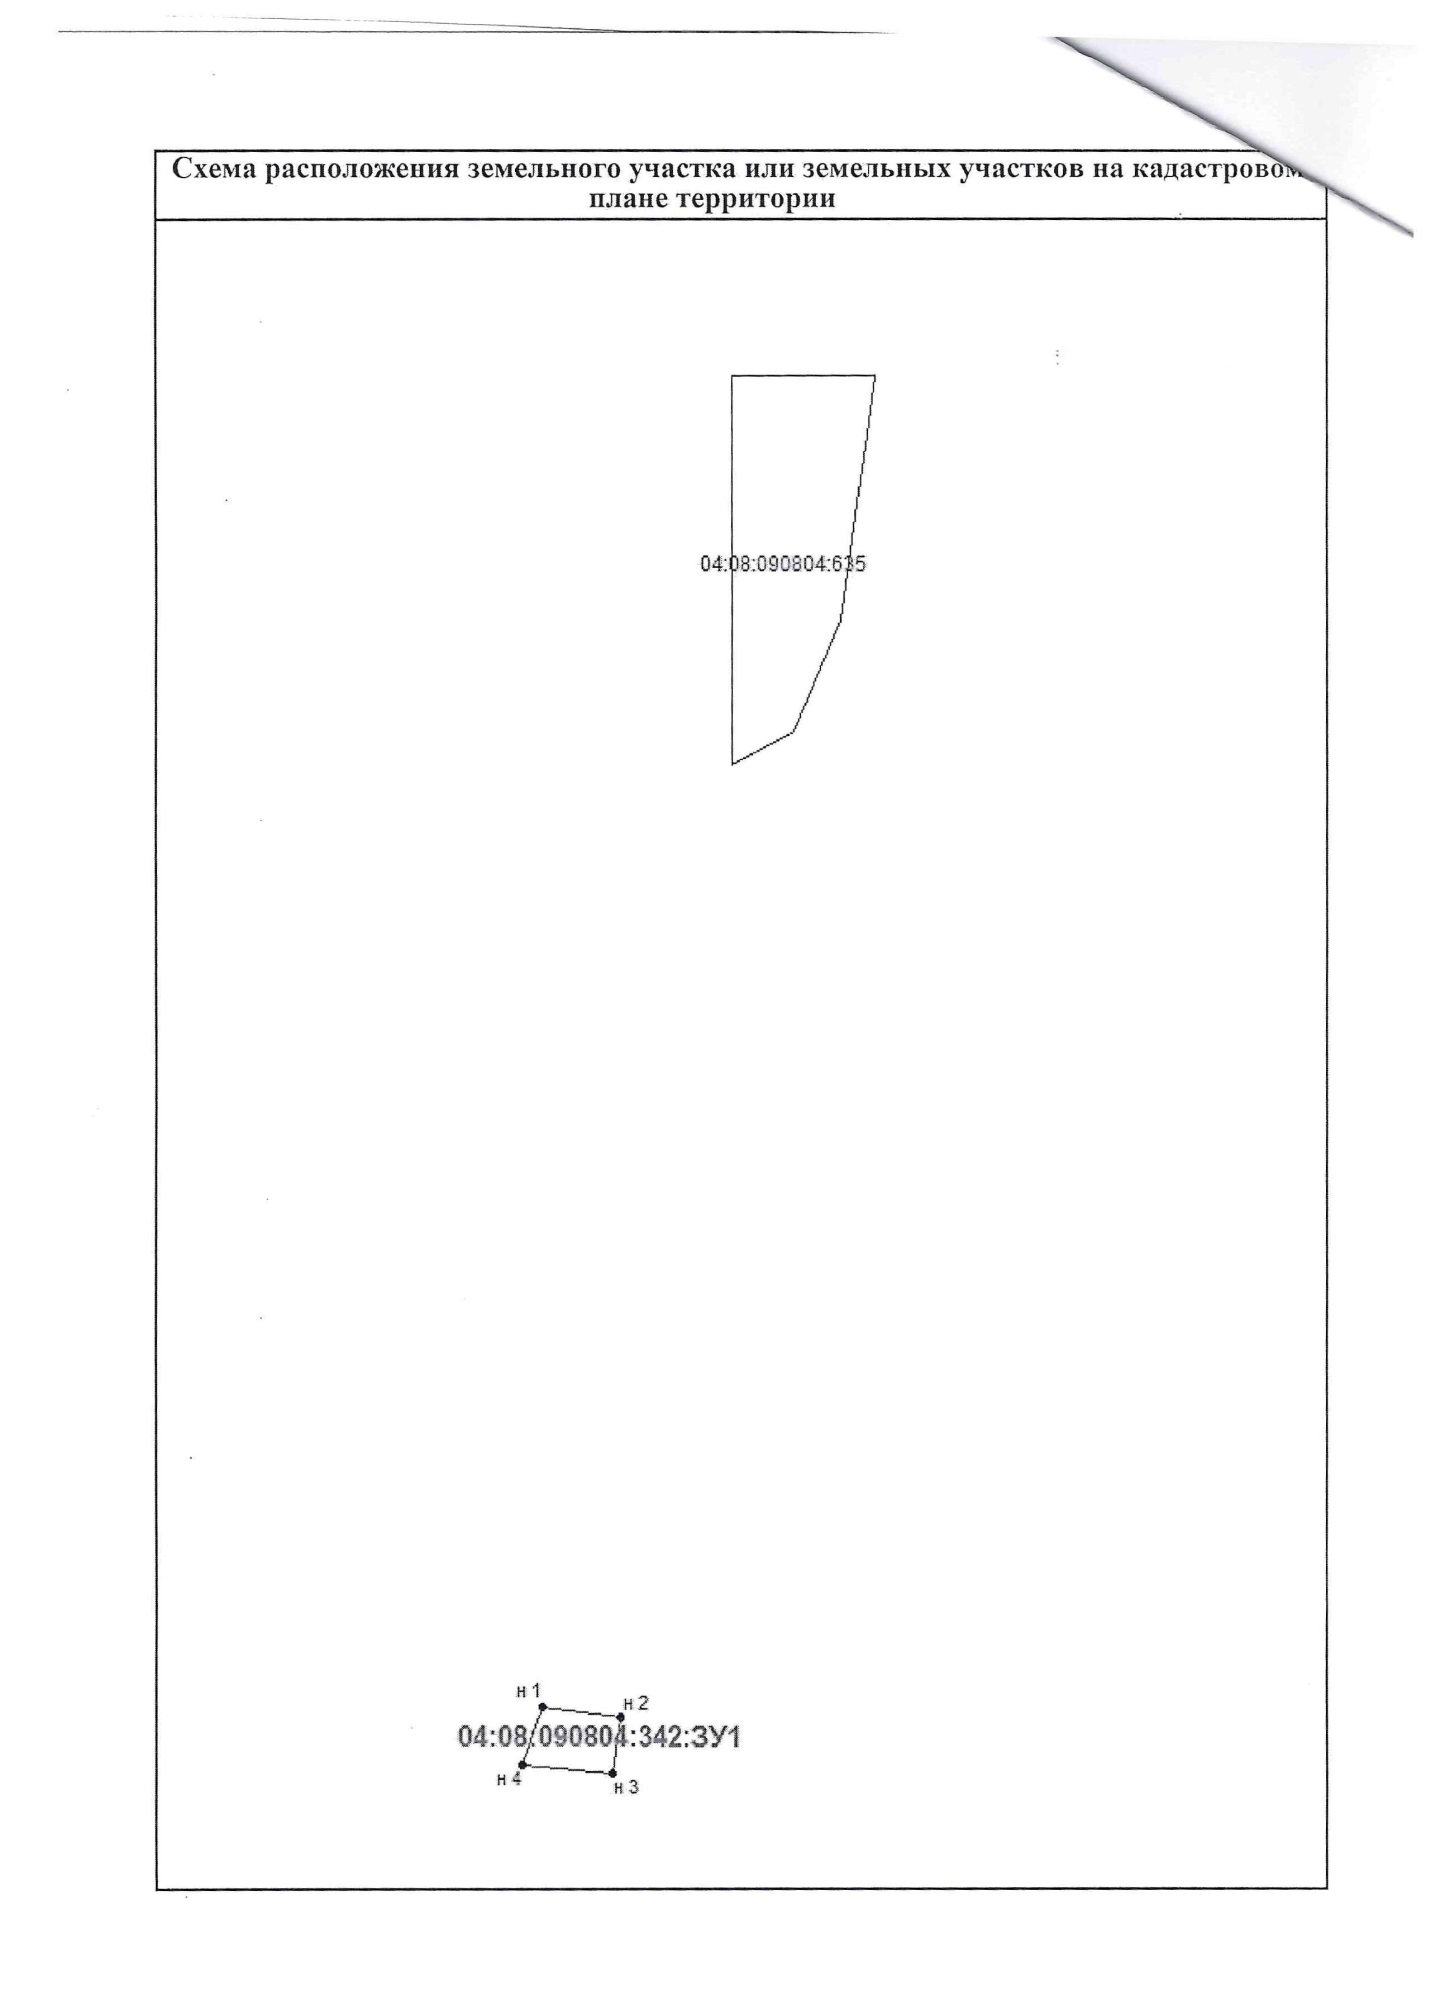 Схема расположения земельного участка или земельных участков на кадастровом
плане территории
04:08:090804:635
н 1
н 2
04:08:090804:342:ЗУ1
н 4
н 3